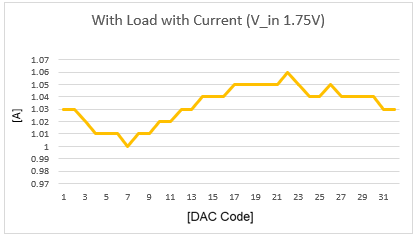 With Load with Current (V_in 1.75V)
1.07
1.06
1.05
1.04
1.03
1.02
1.01
1
0.99
0.98
0.97
[A]
1 3 5 7 9 11 13 15 17 19 21 23 25 27 29 31
[DAC Code]